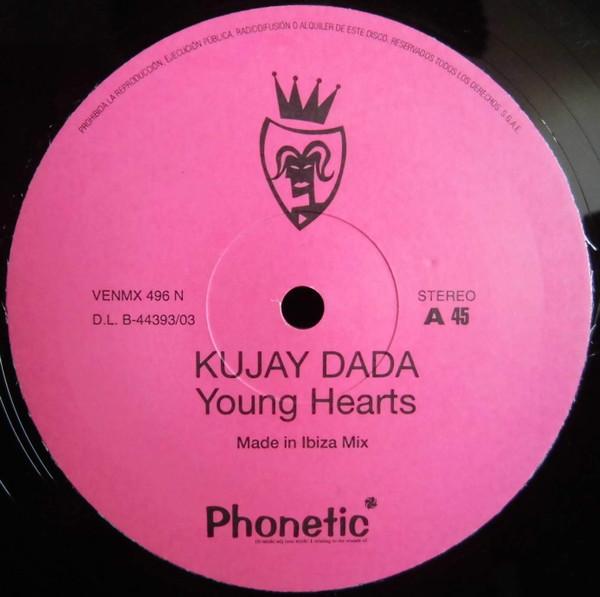 PROHIBIDA LA REPRODUCCIÓN, EJECUCIÓN PÚBLICA, RADIODIFUSIÓN O ALQUILER DE ESTE DISCO, RESERVADOS TODOS LOS DERECHOS. S.G.A.E.
VENMX 496 N
STEREO
D.L. B-44393/03
A 45
KUJAY DADA
Young Hearts
Made in Ibiza Mix
Phonetic